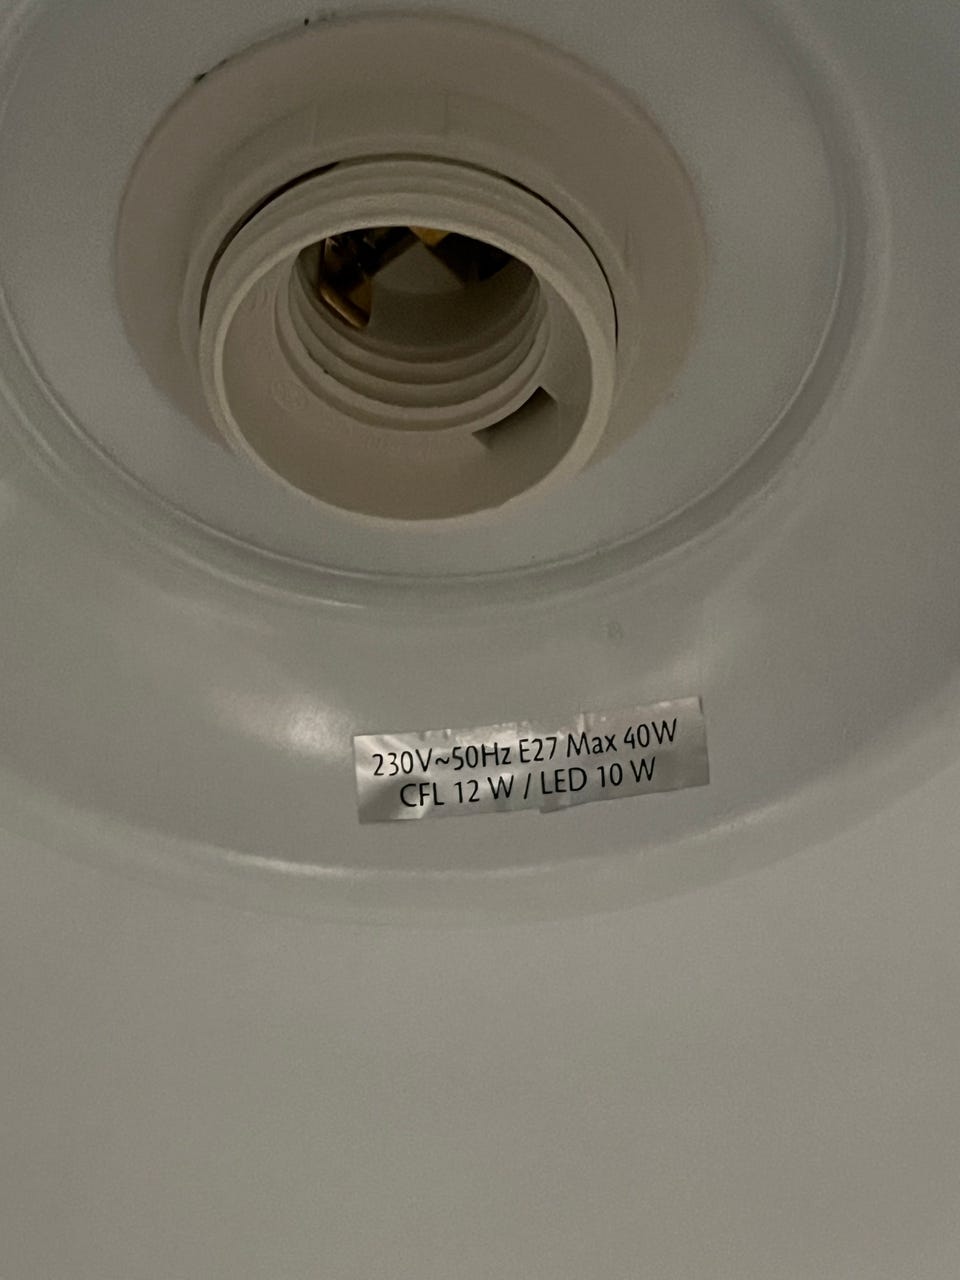 230V~50Hz E27 Max 40W
CFL 12 W / LED 10 W